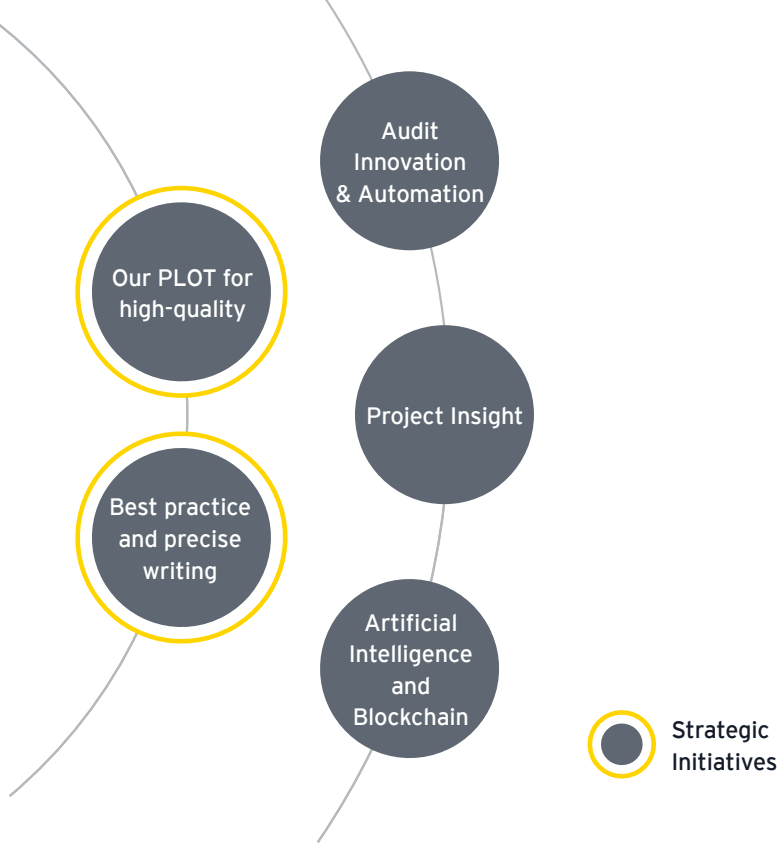 Audit
Innovation
& Automation
Our PLOT for
high-quality
Project Insight
Best practice
and precise
writing
Artificial
Intelligence
and
Blockchain
Strategic
Initiatives